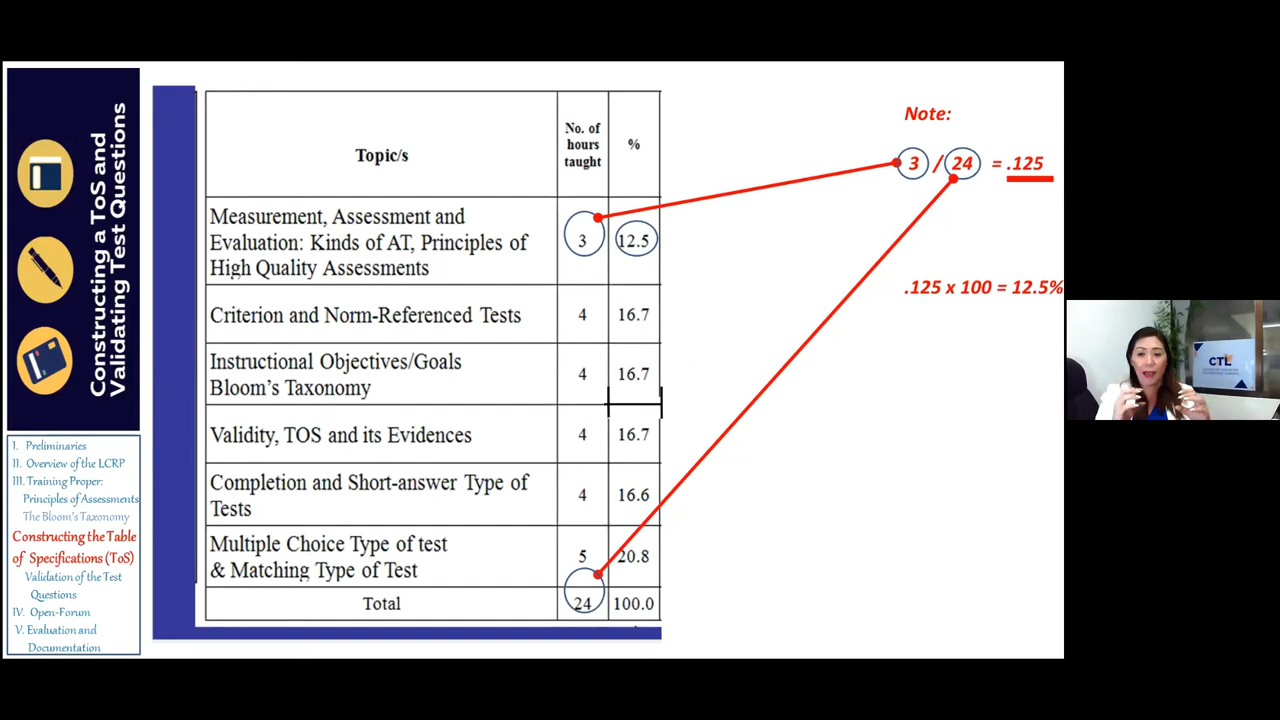 Constructing a ToS and
Validating Test Questions
I. Preliminaries
II. Overview of the LCRP
III. Training Proper:
Principles of Assessments
The Bloom's Taxonomy
Constructing the Table
of Specifications (ToS)
Validation of the Test
Questions
IV. Open-Forum
V. Evaluation and
Documentation
Topic/s
No. of
hours
taught
%
Measurement, Assessment and
Evaluation: Kinds of AT, Principles of
High Quality Assessments
3
12.5
Criterion and Norm-Referenced Tests
4
16.7
Instructional Objectives/Goals
Bloom's Taxonomy
4
16.7
Validity, TOS and its Evidences
4
16.7
Completion and Short-answer Type of
Tests
4
16.6
Multiple Choice Type of test
& Matching Type of Test
5
20.8
Total
24
100.0
Note:
3 / 24 = .125
.125 x 100 = 12.5%
CTL